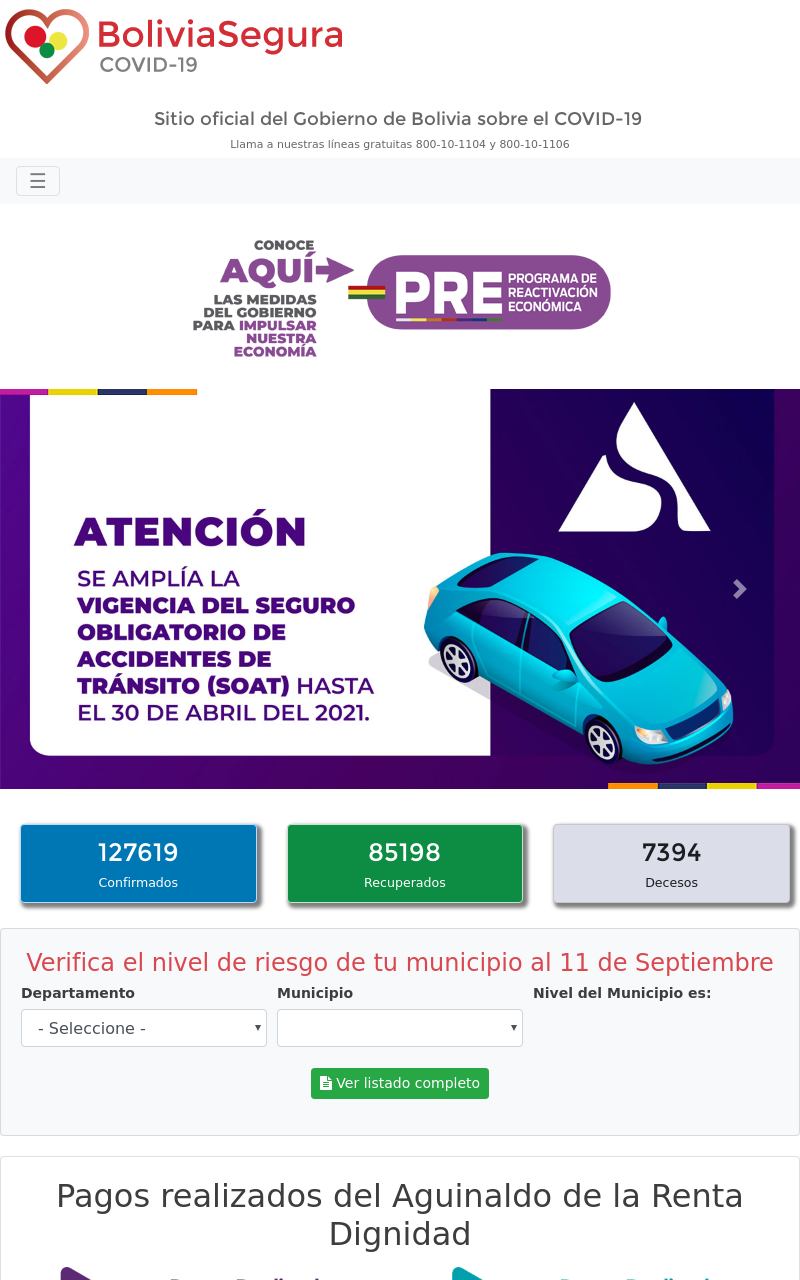 BoliviaSegura
COVID-19
Sitio oficial del Gobierno de Bolivia sobre el COVID-19
Llama a nuestras líneas gratuitas 800-10-1104 y 800-10-1106
CONOCE
AQUÍ
LAS MEDIDAS
DEL GOBIERNO
PARA IMPULSAR
NUESTRA
ECONOMÍA
PRE
PROGRAMA DE
REACTIVACIÓN
ECONÓMICA
ATENCIÓN
SE AMPLÍA LA
VIGENCIA DEL SEGURO
OBLIGATORIO DE
ACCIDENTES DE
TRÁNSITO (SOAT) HASTA
EL 30 DE ABRIL DEL 2021.
127619
Confirmados
85198
Recuperados
7394
Decesos
Verifica el nivel de riesgo de tu municipio al 11 de Septiembre
Departamento
Municipio
Nivel del Municipio es:
- Seleccione -
Ver listado completo
Pagos realizados del Aguinaldo de la Renta
Dignidad